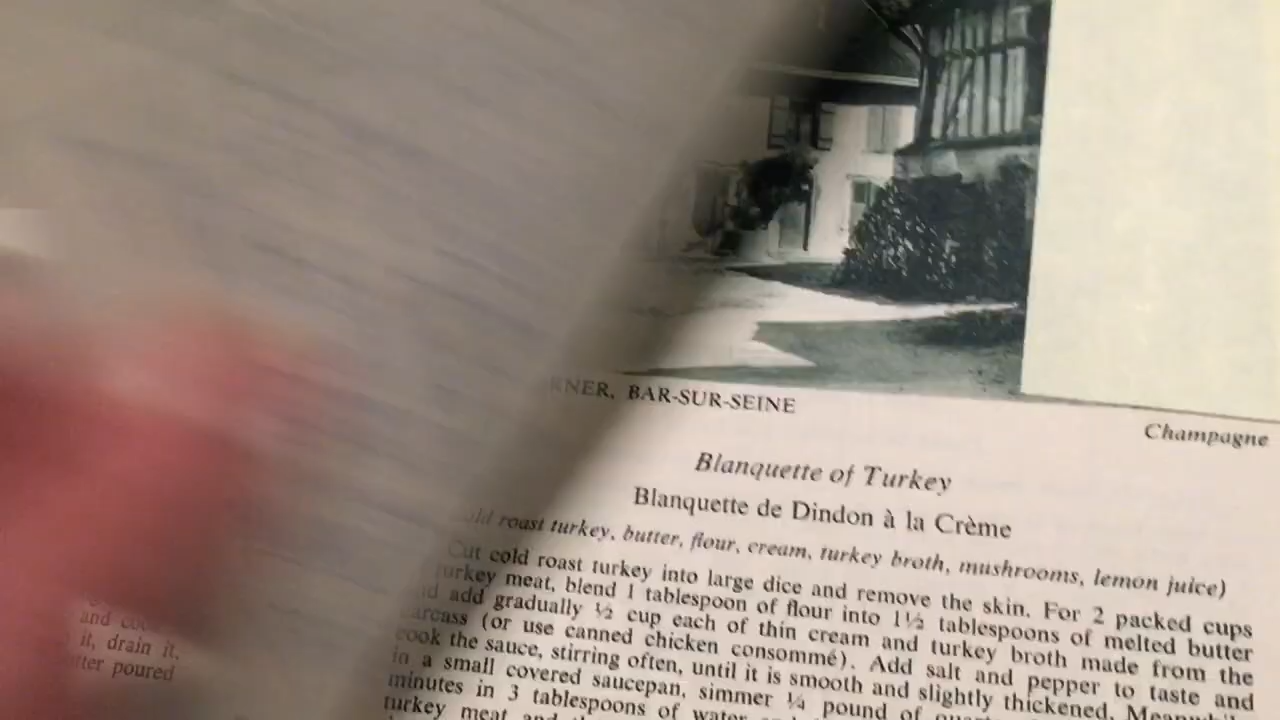 RNER, BAR-SUR-SEINE
Champagne
Blanquette of Turkey
Blanquette de Dindon à la Crème
roast turkey, butter, flour, cream, turkey broth, mushrooms, lemon juice)
Cut cold roast turkey into large dice and remove the skin. For 2 packed cups
turkey meat, blend 1 tablespoon of flour into 1½ tablespoons of melted butter
add gradually ½ cup each of thin cream and turkey broth made from the
carcass (or use canned chicken consommé). Add salt and pepper to taste and
cook the sauce, stirring often, until it is smooth and slightly thickened.
in a small covered saucepan, simmer ¼ pound of
minutes in 3 tablespoons of water
turkey meat and
and
it, drain it,
poured